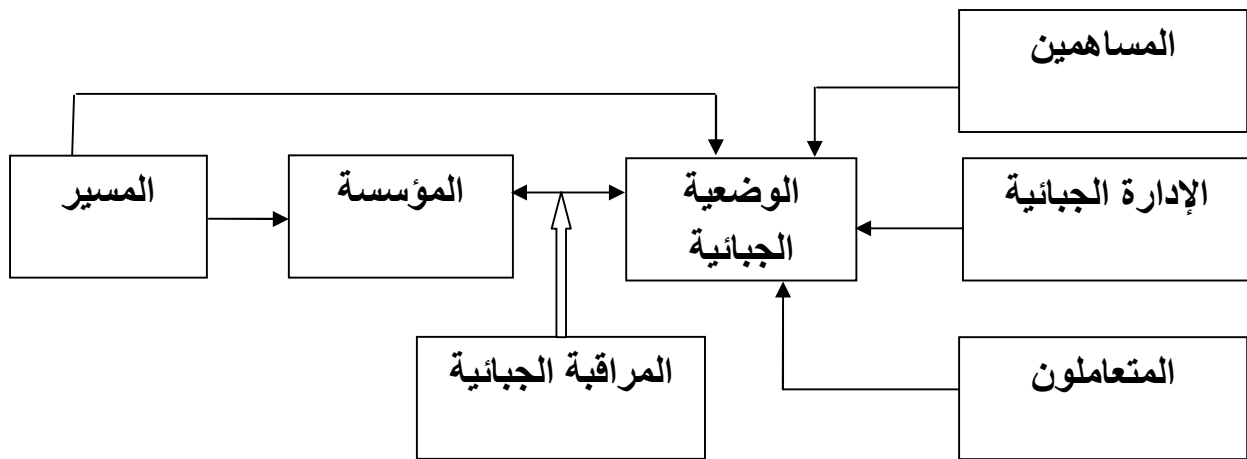 المساهمين
الإدارة الجبائية
الوضعية
الجبائية
المؤسسة
المسير
المتعاملون
المراقبة الجبائية